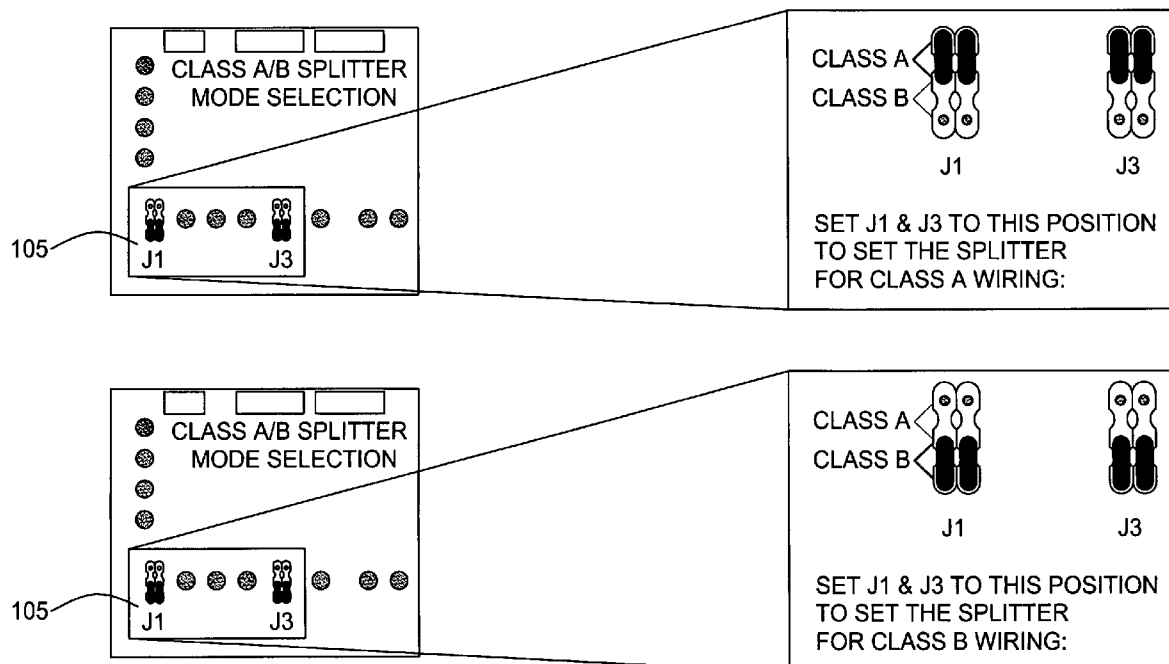 CLASS A/B SPLITTER
MODE SELECTION
105
J1
J3
CLASS A
CLASS B
J1
J3
SET J1 & J3 TO THIS POSITION
TO SET THE SPLITTER
FOR CLASS A WIRING:
CLASS A/B SPLITTER
MODE SELECTION
105
J1
J3
CLASS A
CLASS B
J1
J3
SET J1 & J3 TO THIS POSITION
TO SET THE SPLITTER
FOR CLASS B WIRING: